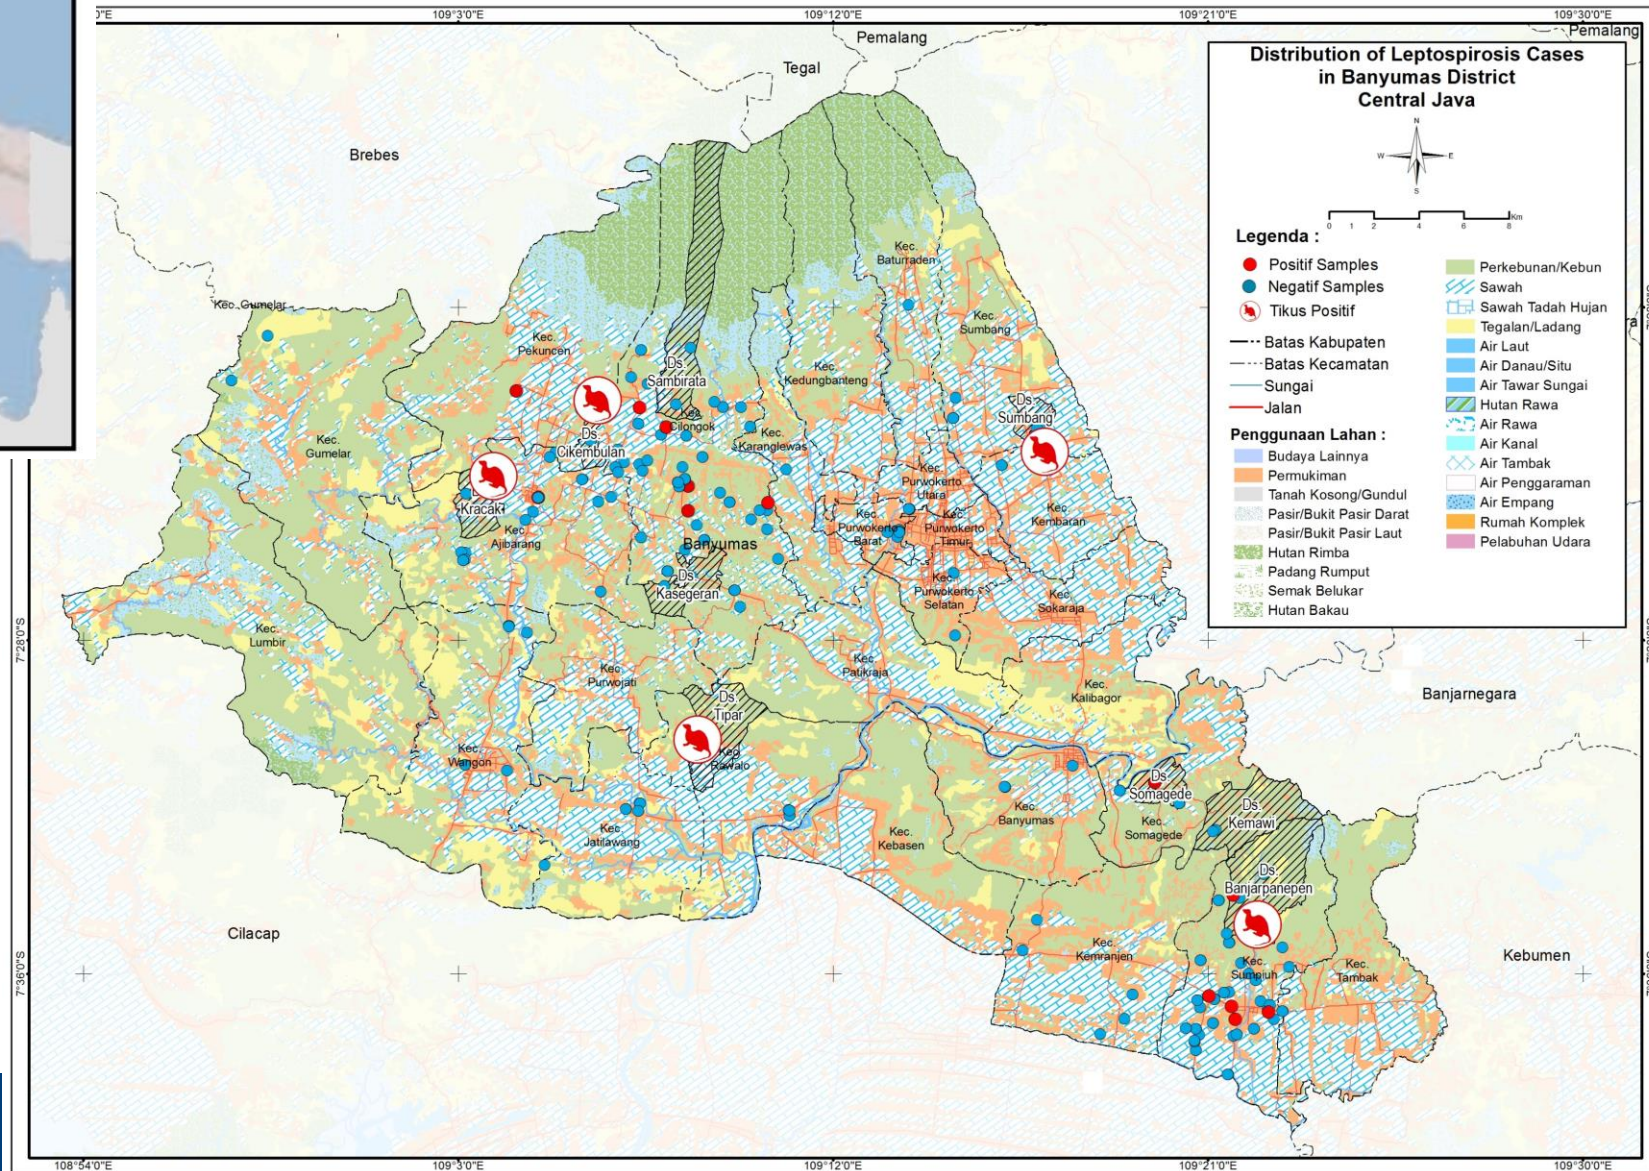 0'E
109°3'0"E
109°12'0"E
109°21'0"E
109°30'0"E
Pemalang
Pemalang
Tegal
Brebes
Distribution of Leptospirosis Cases
in Banyumas District
Central Java
N
W
E
S
0 1 2 4 6 8 Km
Legenda :
Positif Samples
Negatif Samples
Tikus Positif
Batas Kabupaten
Batas Kecamatan
Sungai
Jalan
Penggunaan Lahan :
Budaya Lainnya
Permukiman
Tanah Kosong/Gundul
Pasir/Bukit Pasir Darat
Pasir/Bukit Pasir Laut
Hutan Rimba
Padang Rumput
Semak Belukar
Hutan Bakau
Perkebunan/Kebun
Sawah
Sawah Tadah Hujan
Tegalan/Ladang
Air Laut
Air Danau/Situ
Air Tawar Sungai
Hutan Rawa
Air Rawa
Air Kanal
Air Tambak
Air Penggaraman
Air Empang
Rumah Komplek
Pelabuhan Udara
Kec.
Baturraden
Kec. Gumelar
Kec.
Sumbang
Kec.
Pekuncen
Ds.
Sambirata
Kec.
Kedungbanteng
Ds.
Sumbang
Kec.
Cilongok
Kec.
Gumelar
Ds.
Cikembulan
Kec.
Karanglewas
Kec.
Purwokerto
Utara
Kracak
Kec.
Ajibarang
Kec.
Purwokerto
Barat
Kec.
Purwokerto
Timur
Kec.
Kembaran
Banyumas
Ds.
Kasegeran
Kec.
Purwokerto
Selatan
Kec.
Sokaraja
Kec.
Lumbir
7°28'0"S
Kec.
Purwojati
Kec.
Patikraja
Kec.
Kalibagor
Banjarnegara
Ds.
Tipar
Kec.
Rawalo
Kec.
Wangon
Ds.
Somagede
Kec.
Banyumas
Kec.
Somagede
Ds.
Kemawi
Kec.
Jatilawang
Kec.
Kebasen
Ds.
Banjarpanepen
Cilacap
Kec.
Kemranjen
Kec.
Sumpiuh
Kec.
Tambak
Kebumen
7°36'0"S
108°54'0"E
109°3'0"E
109°12'0"E
109°21'0"E
109°30'0"E